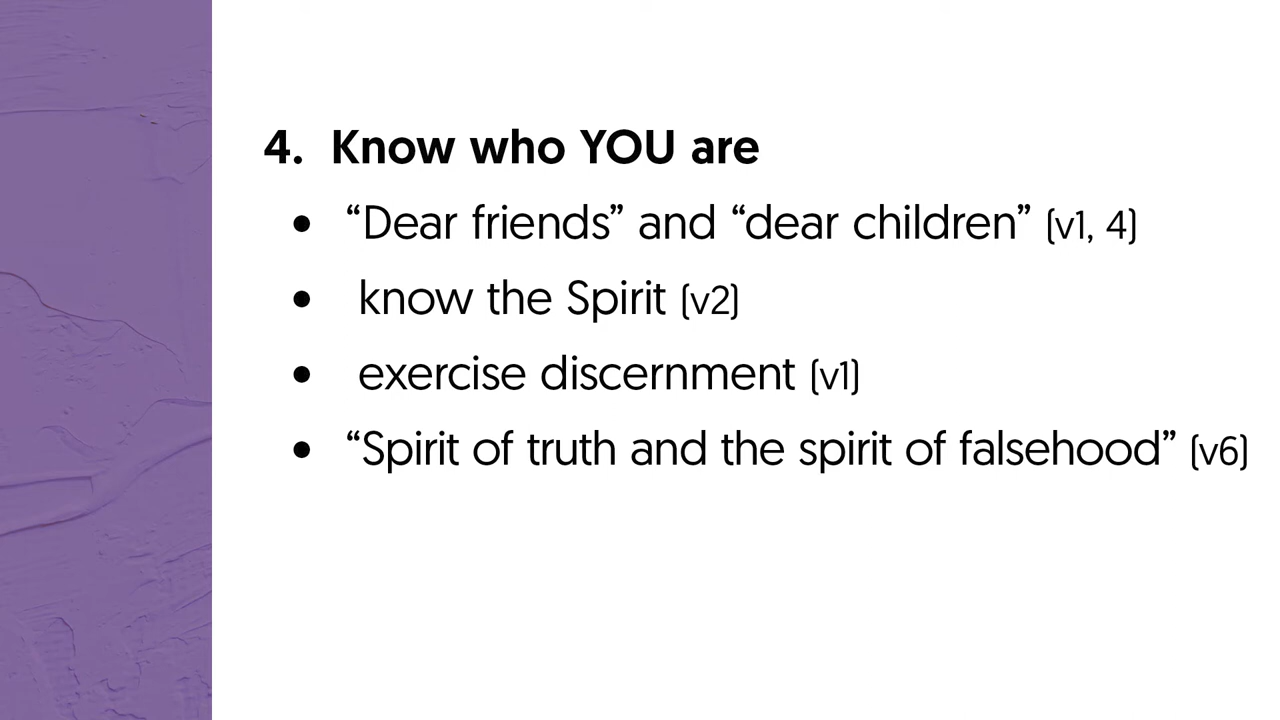 4. Know who YOU are
• “Dear friends” and “dear children” (v1, 4)
• know the Spirit (v2)
• exercise discernment (v1)
• “Spirit of truth and the spirit of falsehood” (v6)